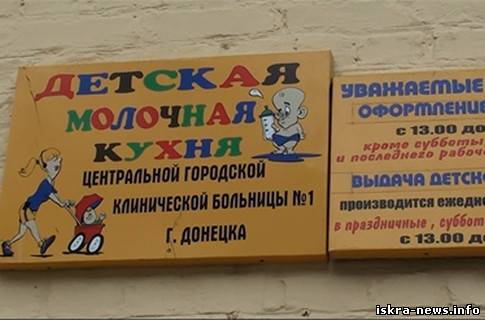 ДЕТСКАЯ
МОЛОЧНАЯ
КУХНЯ
ЦЕНТРАЛЬНОЙ ГОРОДСКОЙ
КЛИНИЧЕСКОЙ БОЛЬНИЦЫ №1
Г. ДОНЕЦКА
УВАЖАЕМЫЕ
ОФОРМЛЕНИЕ
с 13.00 до
кроме субботы
и последнего рабоч
ВЫДАЧА ДЕТСК
производится ежедне
в праздничные, суббот
с 13.00 до
iskra-news.info